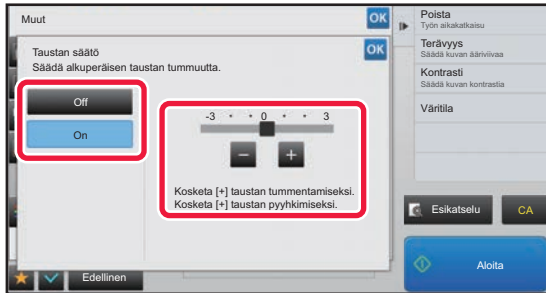 Muut
OK
Taustan säätö
OK
Säädä alkuperäisen taustan tummuutta.
Off
On
-3 • • 0 • • 3
− +
Kosketa [+] taustan tummentamiseksi.
Kosketa [+] taustan pyyhkimiseksi.
Edellinen
Poista
Työn aikakatkaisu
Terävyys
Säädä kuvan ääriviivaa
Kontrasti
Säädä kuvan kontrastia
Väritila
Esikatselu
CA
Aloita